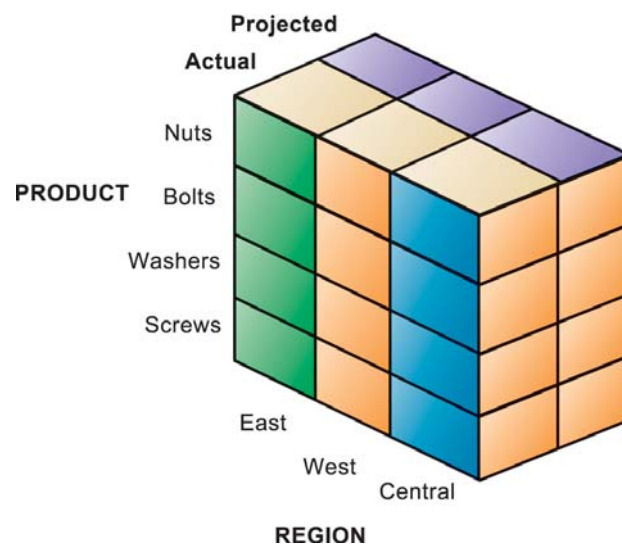 Projected
Actual
Nuts
PRODUCT Bolts
Washers
Screws
East
West
Central
REGION